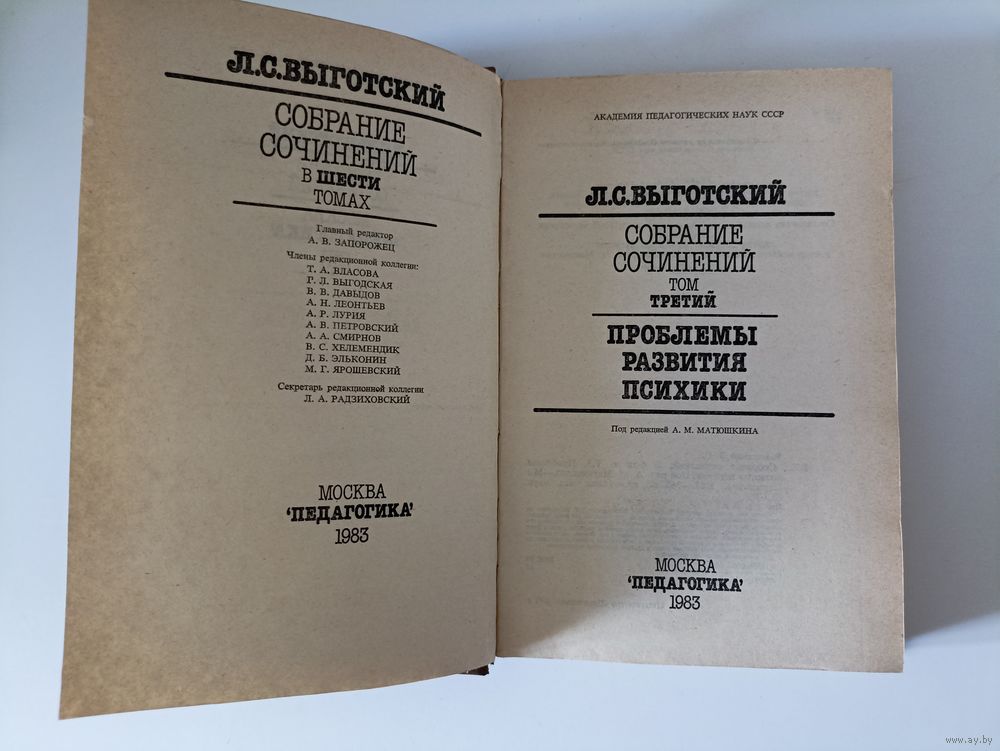 Л.С.ВЫГОТСКИЙ
СОБРАНИЕ
СОЧИНЕНИЙ
В ШЕСТИ
ТОМАХ
Главный редактор
А. В. ЗАПОРОЖЕЦ
Члены редакционной коллегии:
Т. А. ВЛАСОВА
Г. Л. ВЫГОДСКАЯ
В. В. ДАВЫДОВ
А. Н. ЛЕОНТЬЕВ
А. Р. ЛУРИЯ
А. В. ПЕТРОВСКИЙ
А. А. СМИРНОВ
В. С. ХЕЛЕМЕНДИК
Д. Б. ЭЛЬКОНИН
М. Г. ЯРОШЕВСКИЙ
Секретарь редакционной коллегии
Л. А. РАДЗИХОВСКИЙ
МОСКВА
'ПЕДАГОГИКА'
1983
АКАДЕМИЯ ПЕДАГОГИЧЕСКИХ НАУК СССР
Л.С.ВЫГОТСКИЙ
СОБРАНИЕ
СОЧИНЕНИЙ
ТОМ
ТРЕТИЙ
ПРОБЛЕМЫ
РАЗВИТИЯ
ПСИХИКИ
Под редакцией А. М. МАТЮШКИНА
МОСКВА
'ПЕДАГОГИКА'
1983
www.ay.by